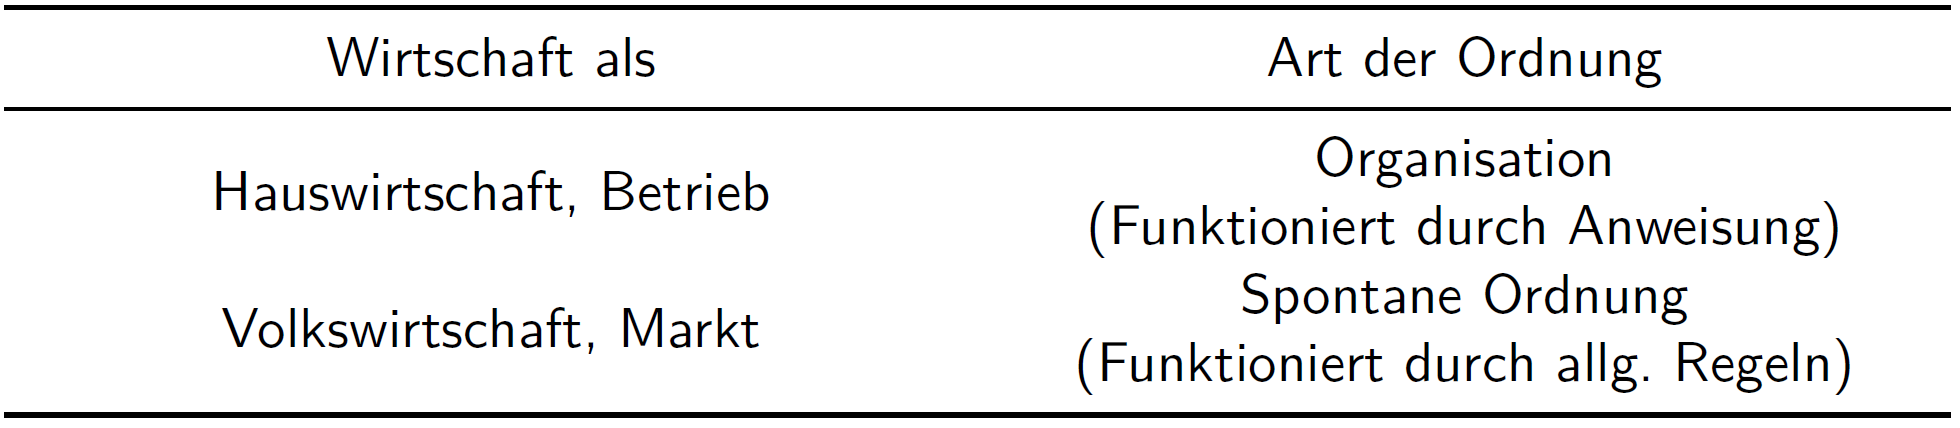 Wirtschaft als Art der Ordnung
Organisation
Hauswirtschaft, Betrieb
(Funktioniert durch Anweisung)
Spontane Ordnung
Volkswirtschaft, Markt
(Funktioniert durch allg. Regeln)